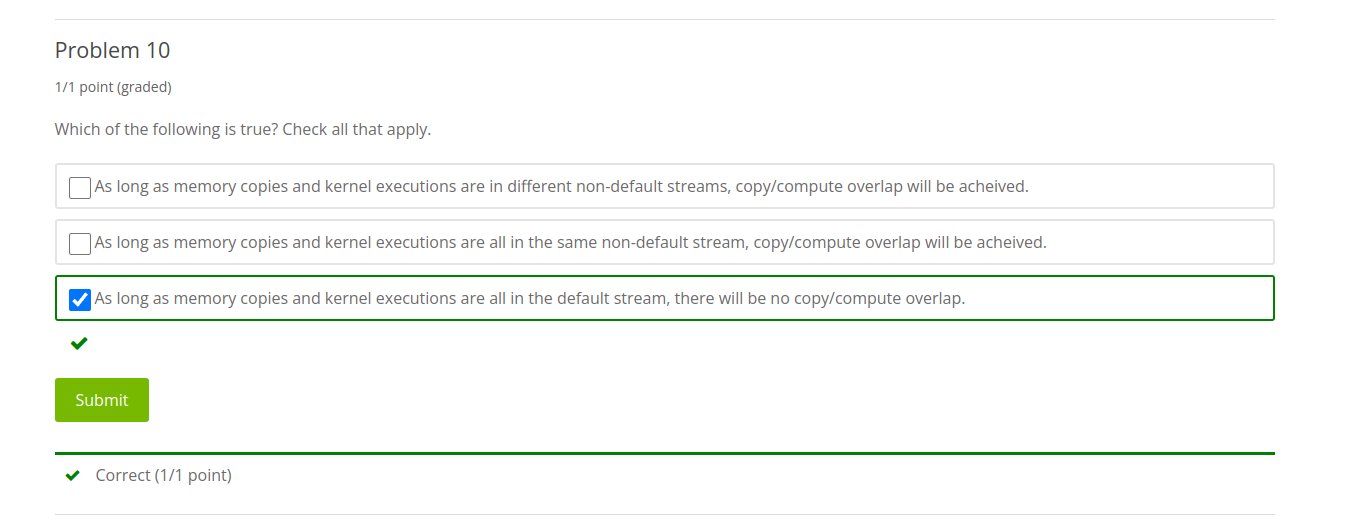 Problem 10
1/1 point (graded)
Which of the following is true? Check all that apply.
As long as memory copies and kernel executions are in different non-default streams, copy/compute overlap will be acheived.
As long as memory copies and kernel executions are all in the same non-default stream, copy/compute overlap will be acheived.
As long as memory copies and kernel executions are all in the default stream, there will be no copy/compute overlap.
Submit
Correct (1/1 point)